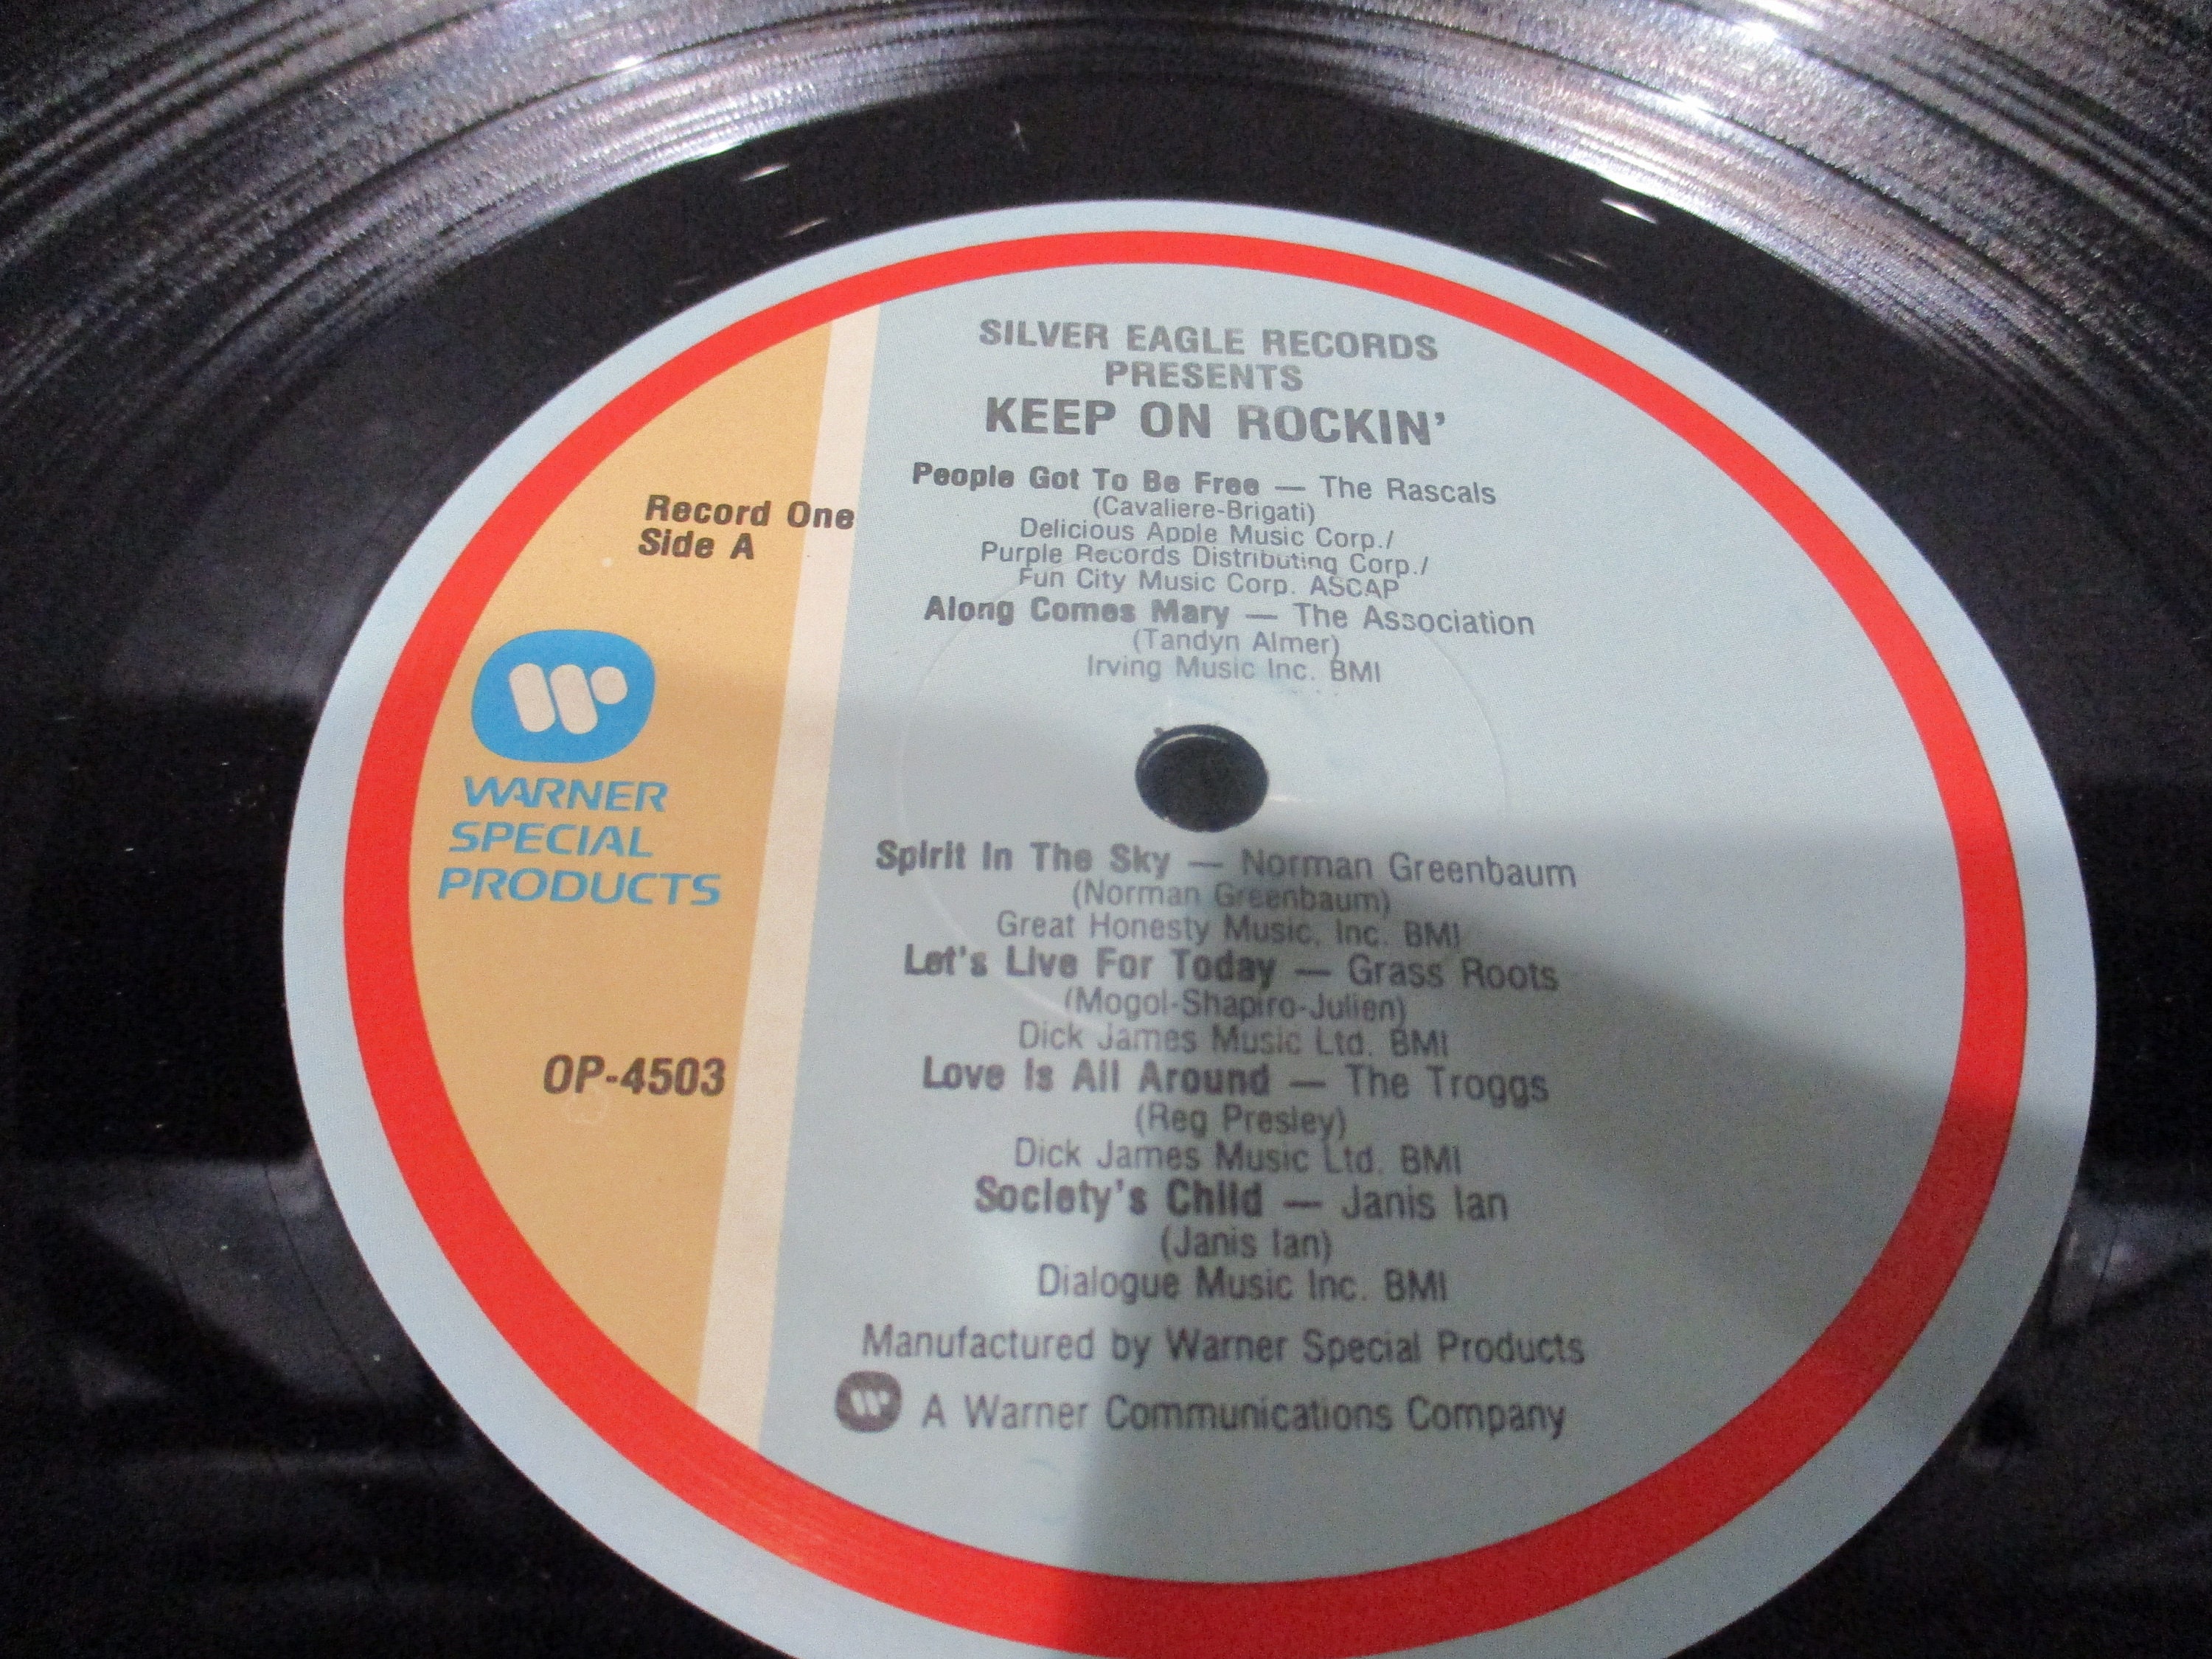 SILVER EAGLE RECORDS
PRESENTS
KEEP ON ROCKIN'
People Got To Be Free — The Rascals
(Cavaliere-Brigati)
Delicious Apple Music Corp./
Purple Records Distributing Corp./
Fun City Music Corp. ASCAP
Along Comes Mary — The Association
(Tandyn Almer)
Irving Music Inc. BMI
Record One
Side A
W
WARNER
SPECIAL
PRODUCTS
OP-4503
Spirit In The Sky — Norman Greenbaum
(Norman Greenbaum)
Great Honesty Music, Inc. BMI
Let's Live For Today — Grass Roots
(Mogol-Shapiro-Julien)
Dick James Music Ltd. BMI
Love Is All Around — The Troggs
(Reg Presley)
Dick James Music Ltd. BMI
Society's Child — Janis Ian
(Janis Ian)
Dialogue Music Inc. BMI
Manufactured by Warner Special Products
W A Warner Communications Company